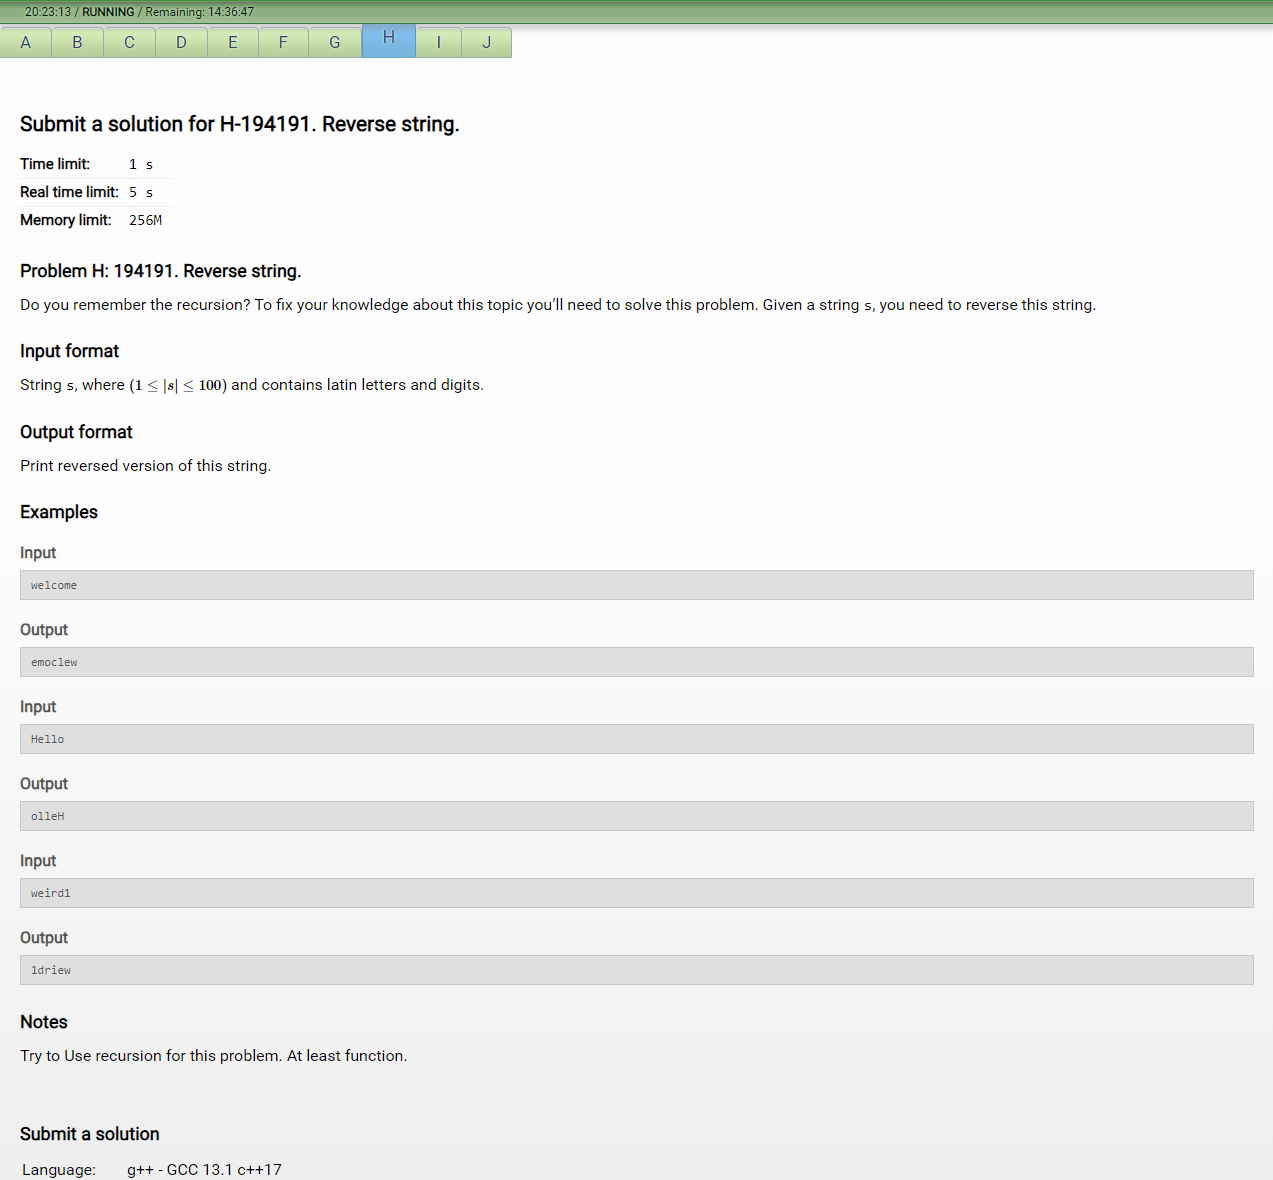 20:23:13 / RUNNING / Remaining: 14:36:47
A B C D E F G H I J
Submit a solution for H-194191. Reverse string.
Time limit: 1 s
Real time limit: 5 s
Memory limit: 256M
Problem H: 194191. Reverse string.
Do you remember the recursion? To fix your knowledge about this topic you'll need to solve this problem. Given a string s, you need to reverse this string.
Input format
String s, where (1 ≤ |s| ≤ 100) and contains latin letters and digits.
Output format
Print reversed version of this string.
Examples
Input
welcome
Output
emoclew
Input
Hello
Output
olleH
Input
weird1
Output
1driew
Notes
Try to Use recursion for this problem. At least function.
Submit a solution
Language: g++ - GCC 13.1 c++17